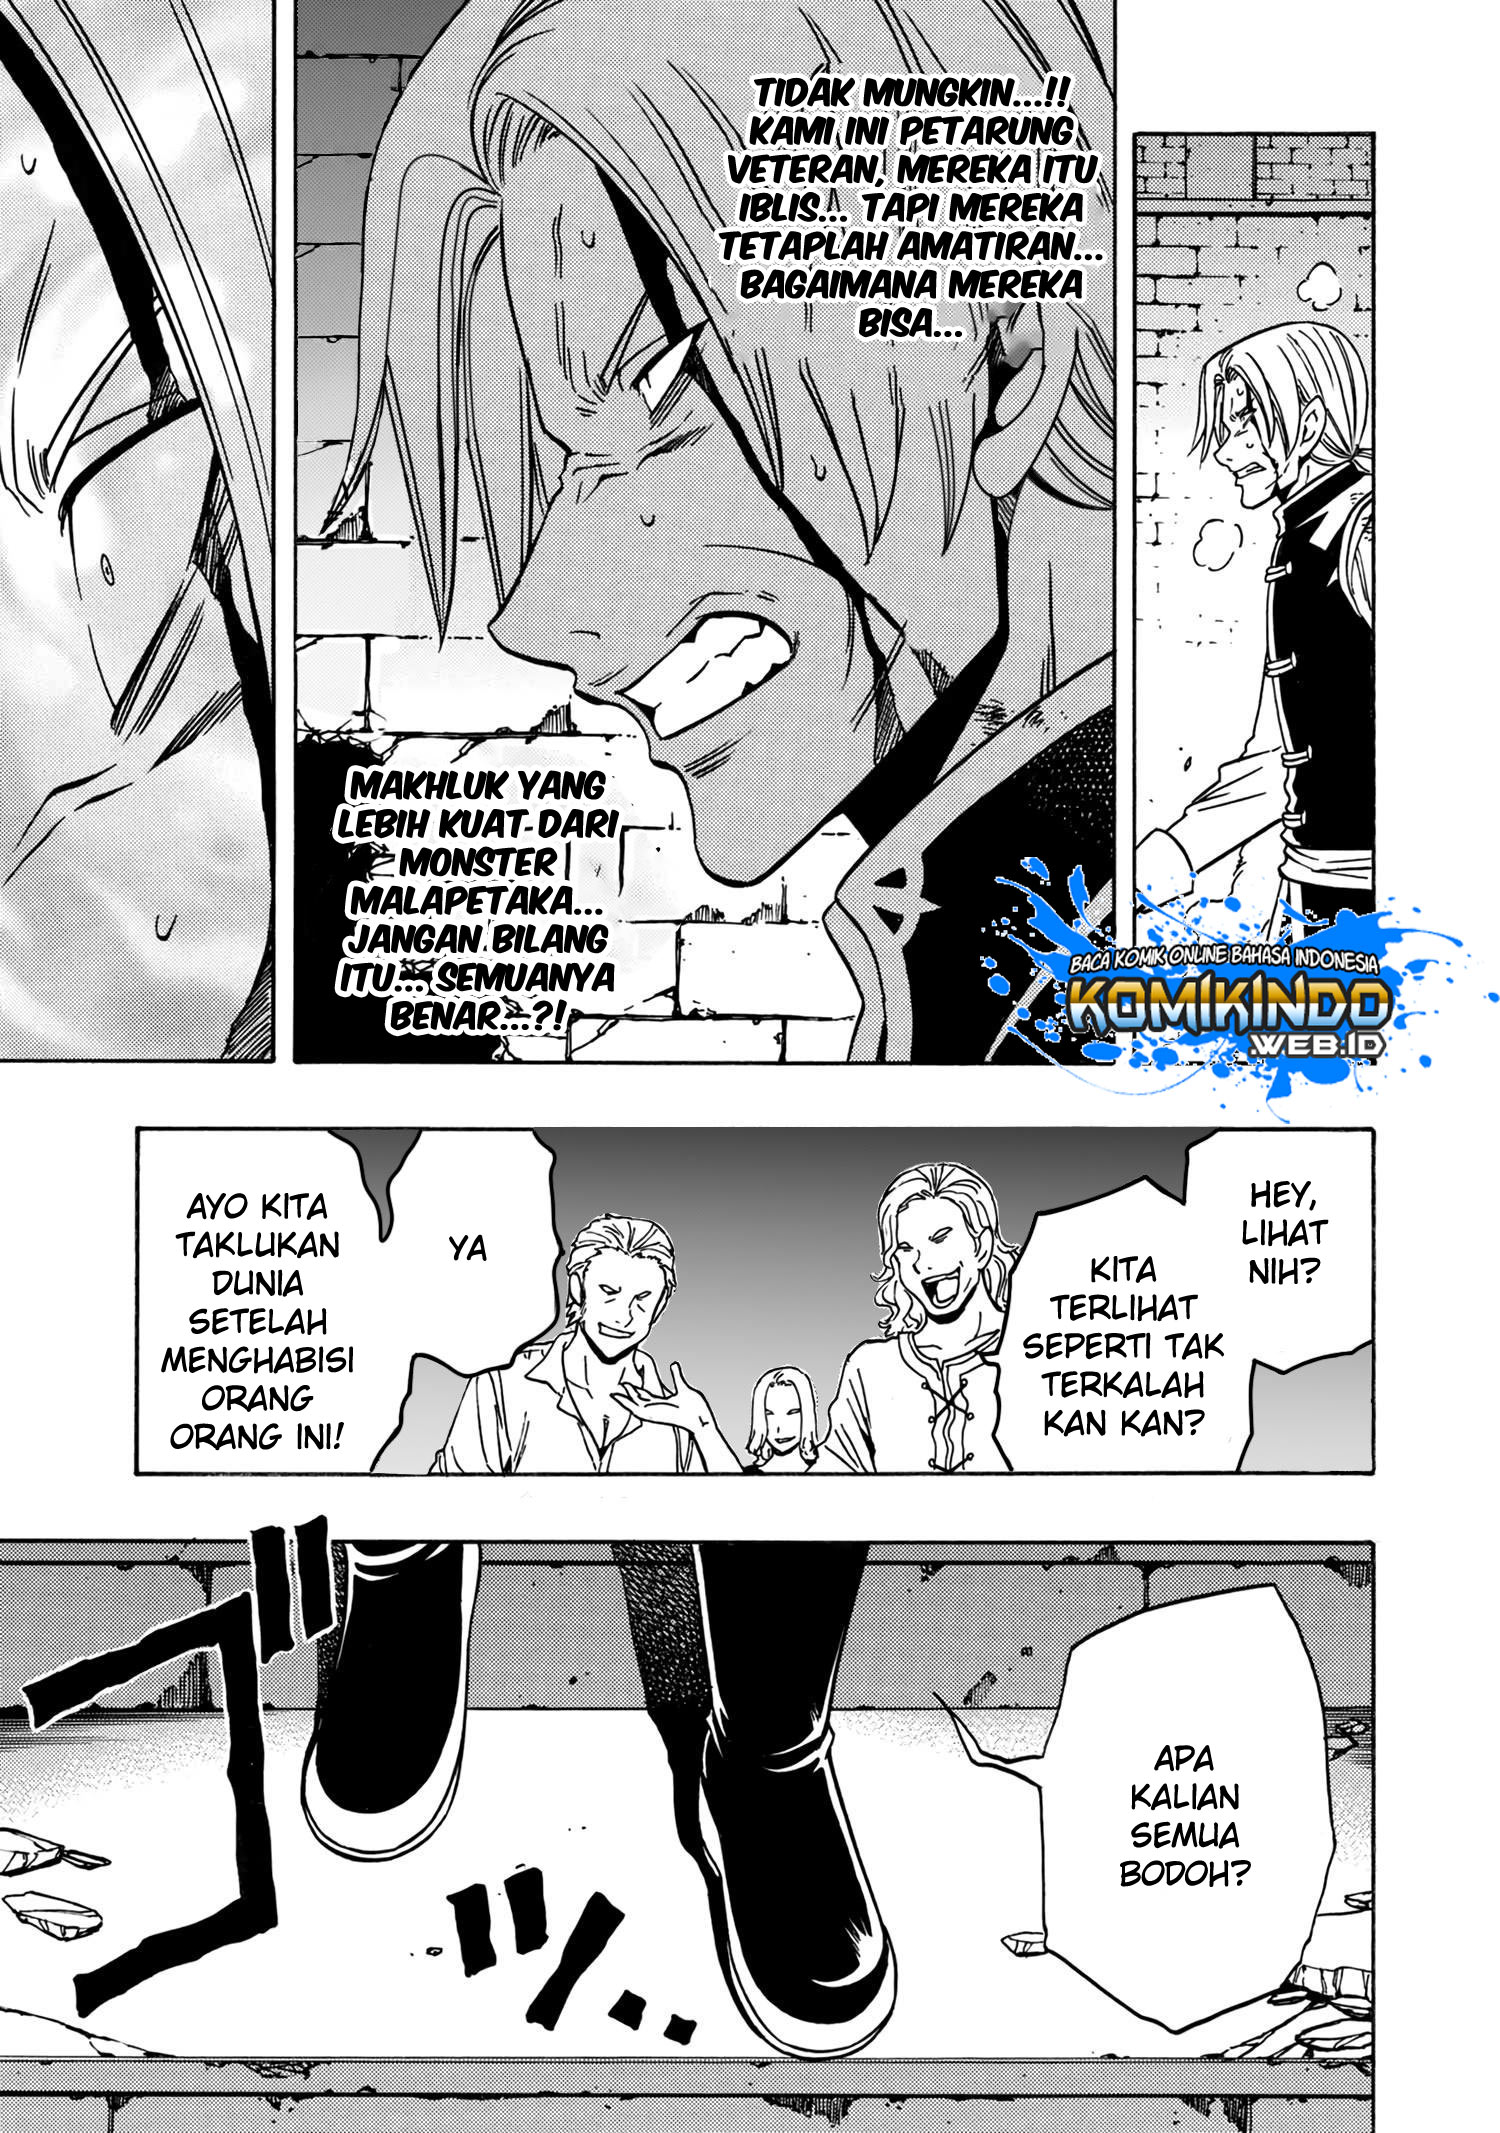 TIDAK MUNGKIN...!!
KAMI INI PETARUNG
VETERAN, MEREKA ITU
IBLIS... TAPI MEREKA
TETAPLAH AMATIRAN...
BAGAIMANA MEREKA
BISA...
MAKHLUK YANG
LEBIH KUAT DARI
MONSTER
MALAPETAKA...
JANGAN BILANG
ITU... SEMUANYA
BENAR...?!
BACA KOMIK ONLINE BAHASA INDONESIA
KOMIKINDO
.WEB.ID
HEY,
LIHAT
NIH?
KITA
TERLIHAT
SEPERTI TAK
TERKALAH
KAN KAN?
YA
AYO KITA
TAKLUKAN
DUNIA
SETELAH
MENGHABISI
ORANG
ORANG INI!
APA
KALIAN
SEMUA
BODOH?